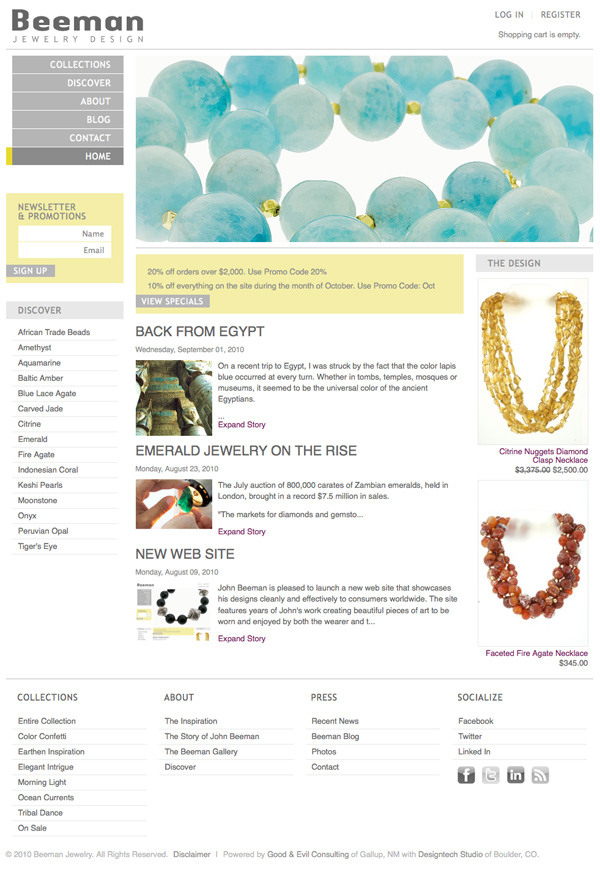 Beeman
JEWELRY DESIGN
LOG IN | REGISTER
Shopping cart is empty.
COLLECTIONS
DISCOVER
ABOUT
BLOG
CONTACT
HOME
NEWSLETTER
& PROMOTIONS
Name
Email
SIGN UP
DISCOVER
African Trade Beads
Amethyst
Aquamarine
Baltic Amber
Blue Lace Agate
Carved Jade
Citrine
Emerald
Fire Agate
Indonesian Coral
Keshi Pearls
Moonstone
Onyx
Peruvian Opal
Tiger's Eye
20% off orders over $2,000. Use Promo Code 20%
10% off everything on the site during the month of October. Use Promo Code: Oct
VIEW SPECIALS
BACK FROM EGYPT
Wednesday, September 01, 2010
On a recent trip to Egypt, I was struck by the fact that the color lapis
blue occurred at every turn. Whether in tombs, temples, mosques or
museums, it seemed to be the universal color of the ancient
Egyptians.
...
Expand Story
EMERALD JEWELRY ON THE RISE
Monday, August 23, 2010
The July auction of 800,000 carates of Zambian emeralds, held in
London, brought in a record $7.5 million in sales.
"The markets for diamonds and gemsto...
Expand Story
NEW WEB SITE
Monday, August 09, 2010
John Beeman is pleased to launch a new web site that showcases
his designs cleanly and effectively to consumers worldwide. The site
features years of John's work creating beautiful pieces of art to be
worn and enjoyed by both the wearer and t...
Expand Story
THE DESIGN
Citrine Nuggets Diamond
Clasp Necklace
$3,375.00 $2,500.00
Faceted Fire Agate Necklace
$345.00
COLLECTIONS
Entire Collection
Color Confetti
Earthen Inspiration
Elegant Intrigue
Morning Light
Ocean Currents
Tribal Dance
On Sale
ABOUT
The Inspiration
The Story of John Beeman
The Beeman Gallery
Discover
PRESS
Recent News
Beeman Blog
Photos
Contact
SOCIALIZE
Facebook
Twitter
Linked In
© 2010 Beeman Jewelry. All Rights Reserved. Disclaimer | Powered by Good & Evil Consulting of Gallup, NM with Designtech Studio of Boulder, CO.